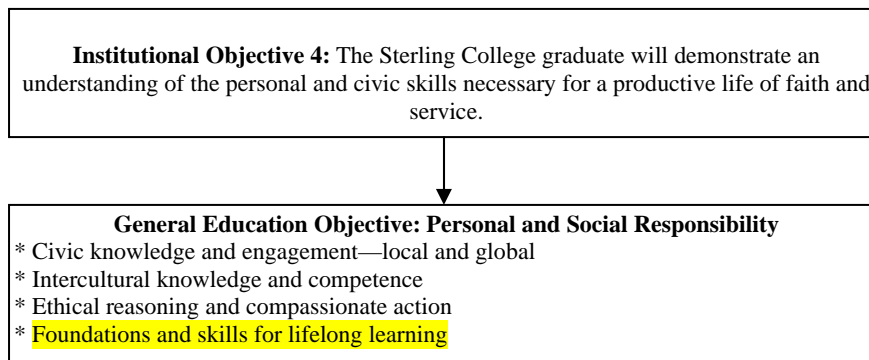 Institutional Objective 4: The Sterling College graduate will demonstrate an
understanding of the personal and civic skills necessary for a productive life of faith and
service.
General Education Objective: Personal and Social Responsibility
* Civic knowledge and engagement—local and global
* Intercultural knowledge and competence
* Ethical reasoning and compassionate action
* Foundations and skills for lifelong learning